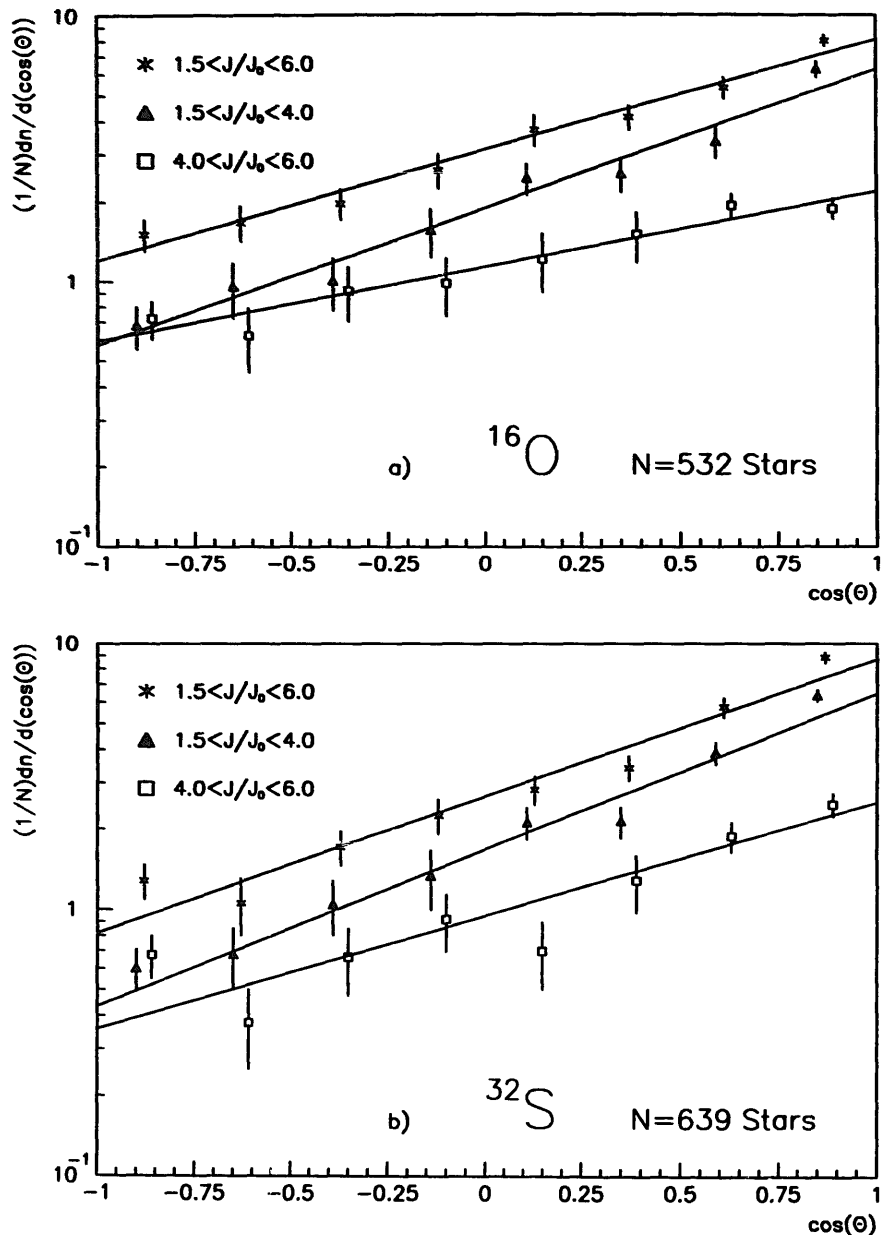 (1/N)dn/d(cos(Θ))
10
1
10⁻¹
✳ 1.5<J/J₀<6.0
▲ 1.5<J/J₀<4.0
□ 4.0<J/J₀<6.0
a) ¹⁶O N=532 Stars
-1 -0.75 -0.5 -0.25 0 0.25 0.5 0.75 1
cos(Θ)
(1/N)dn/d(cos(Θ))
10
1
10⁻¹
✳ 1.5<J/J₀<6.0
▲ 1.5<J/J₀<4.0
□ 4.0<J/J₀<6.0
b) ³²S N=639 Stars
-1 -0.75 -0.5 -0.25 0 0.25 0.5 0.75 1
cos(Θ)